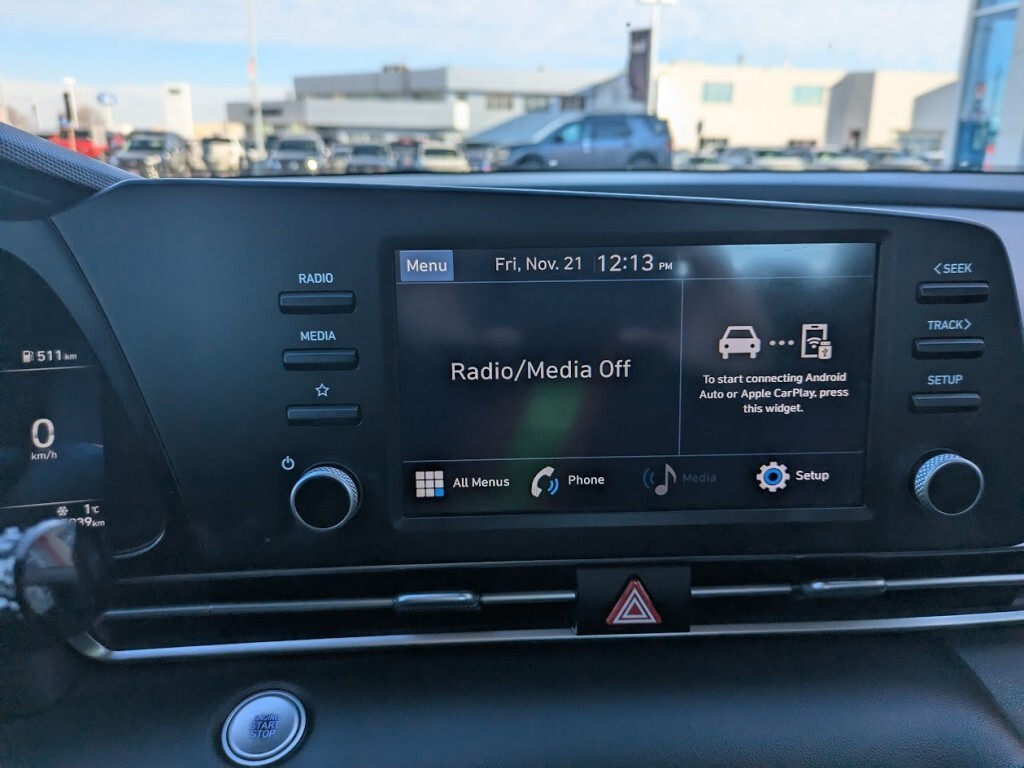 Menu
Fri, Nov. 21
12:13 PM
RADIO
MEDIA
Radio/Media Off
To start connecting Android
Auto or Apple CarPlay, press
this widget.
All Menus
Phone
Media
Setup
<SEEK
TRACK>
SETUP
511 km
0
km/h
1°C
km
ENGINE
START
STOP